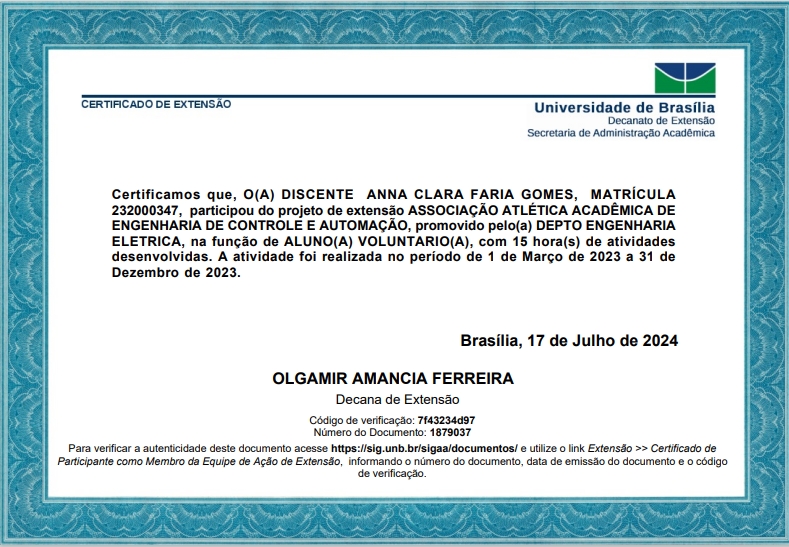 CERTIFICADO DE EXTENSÃO
Universidade de Brasília
Decanato de Extensão
Secretaria de Administração Acadêmica
Certificamos que, O(A) DISCENTE ANNA CLARA FARIA GOMES, MATRÍCULA
232000347, participou do projeto de extensão ASSOCIAÇÃO ATLÉTICA ACADÊMICA DE
ENGENHARIA DE CONTROLE E AUTOMAÇÃO, promovido pelo(a) DEPTO ENGENHARIA
ELETRICA, na função de ALUNO(A) VOLUNTARIO(A), com 15 hora(s) de atividades
desenvolvidas. A atividade foi realizada no período de 1 de Março de 2023 a 31 de
Dezembro de 2023.
Brasília, 17 de Julho de 2024
OLGAMIR AMANCIA FERREIRA
Decana de Extensão
Código de verificação: 7f43234d97
Número do Documento: 1879037
Para verificar a autenticidade deste documento acesse https://sig.unb.br/sigaa/documentos/ e utilize o link Extensão >> Certificado de
Participante como Membro da Equipe de Ação de Extensão, informando o número do documento, data de emissão do documento e o código
de verificação.